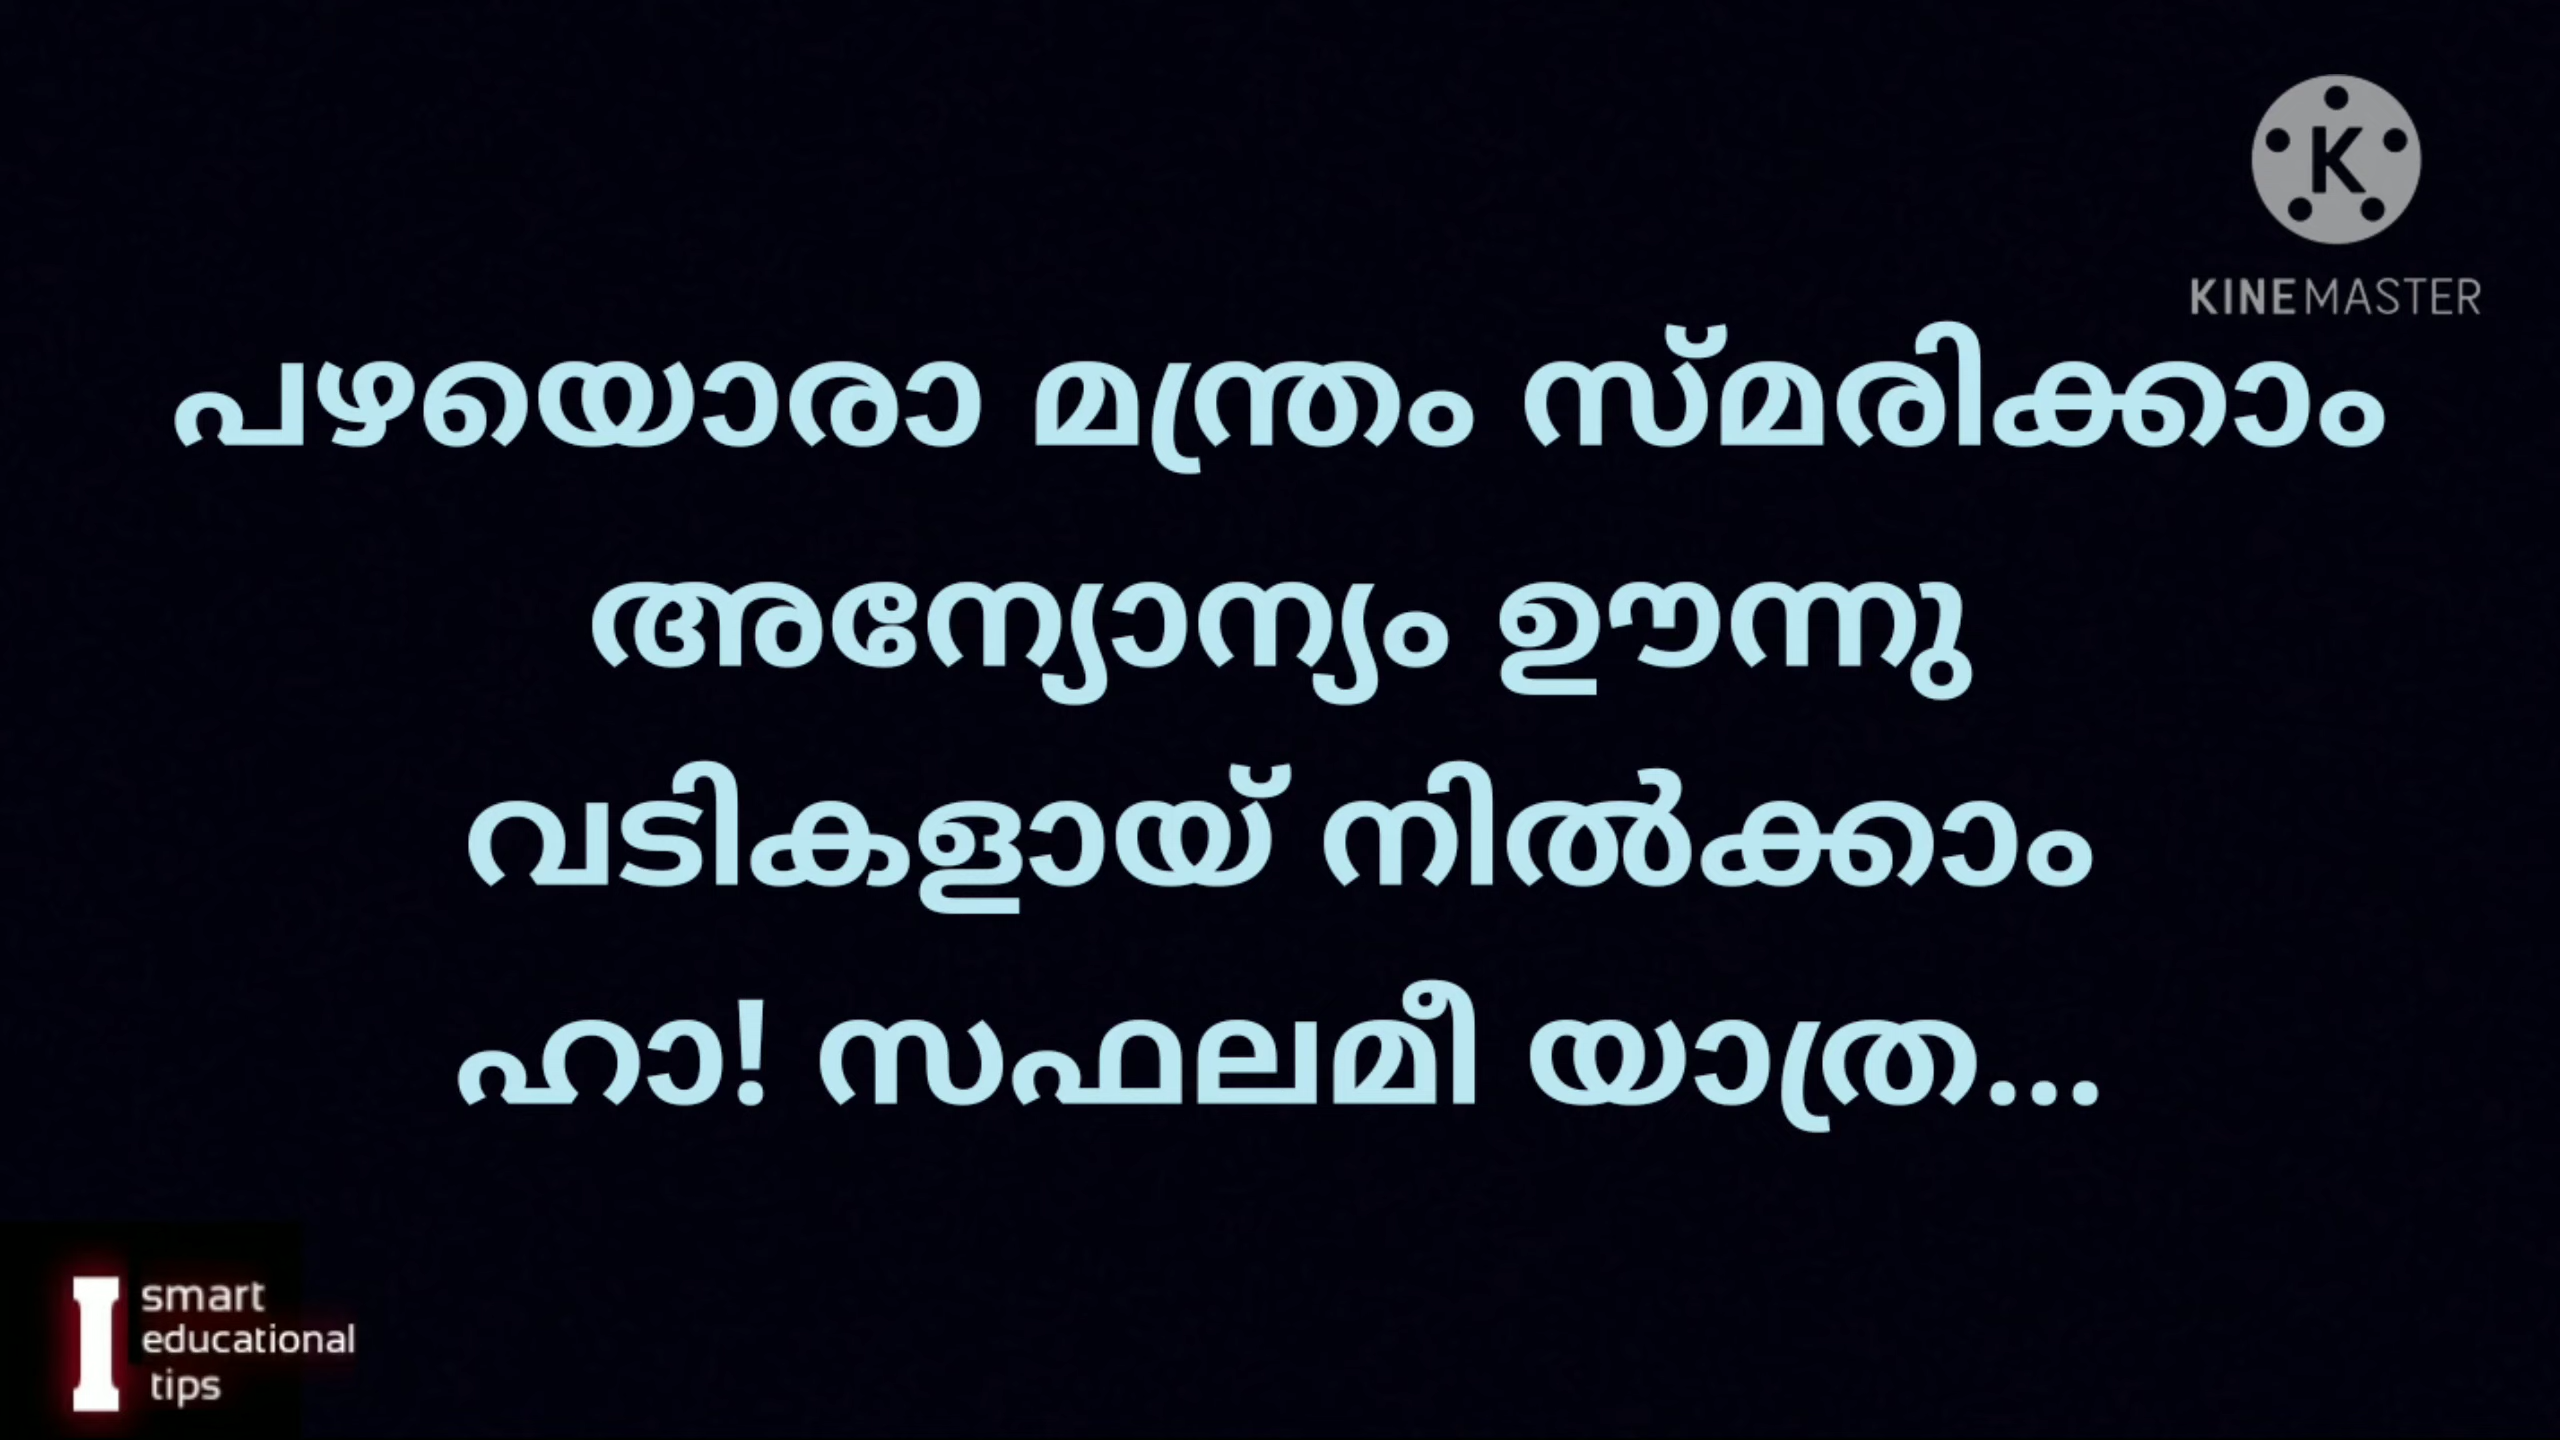 KINEMASTER
പഴയൊരാ മന്ത്രം സ്മരിക്കാം
അന്യോന്യം ഊന്നു
വടികളായ് നിൽക്കാം
ഹാ! സഫലമീ യാത്ര...
smart
educational
tips